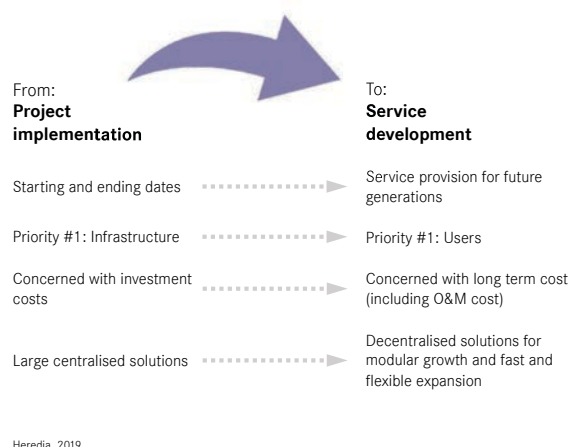 From:
Project
implementation
To:
Service
development
Starting and ending dates
Service provision for future
generations
Priority #1: Infrastructure
Priority #1: Users
Concerned with investment
costs
Concerned with long term cost
(including O&M cost)
Large centralised solutions
Decentralised solutions for
modular growth and fast and
flexible expansion
Heredia, 2019